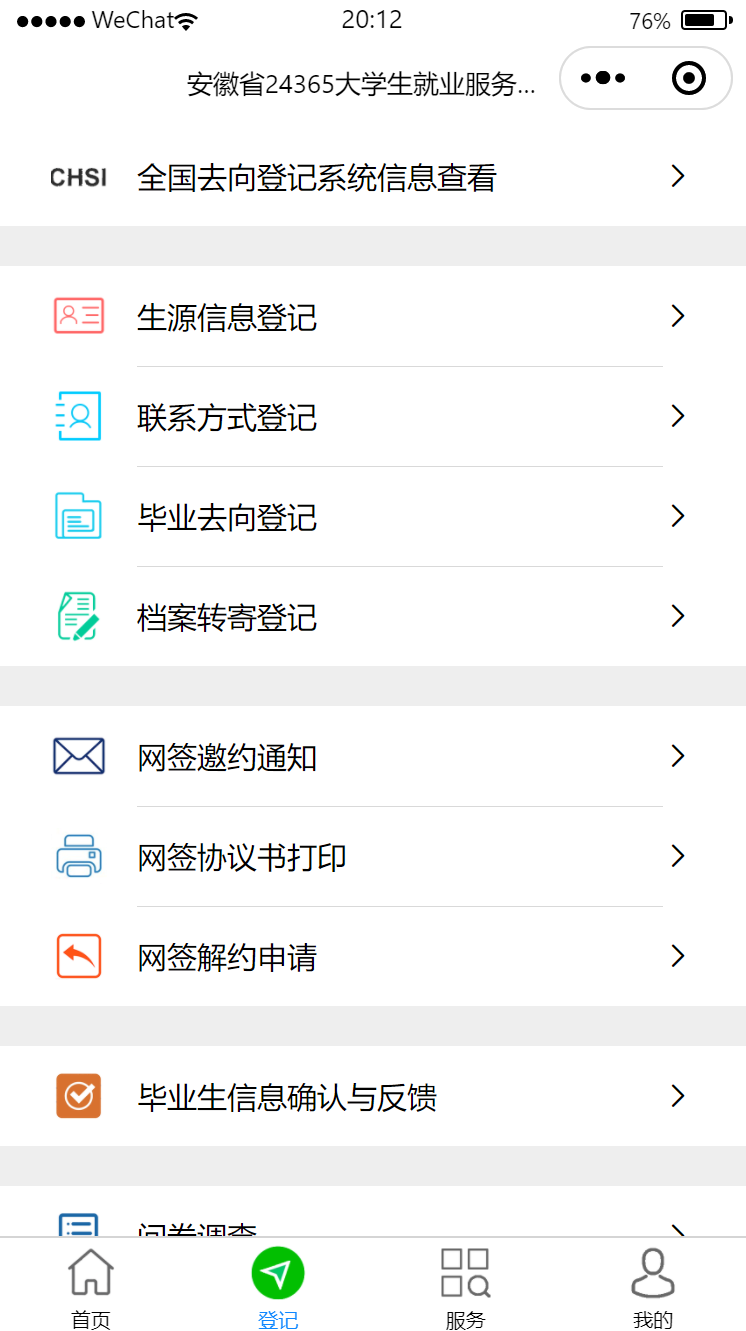 WeChat 20:12 76%
安徽省24365大学生就业服务...
CHSI 全国去向登记系统信息查看
生源信息登记
联系方式登记
毕业去向登记
档案转寄登记
网签邀约通知
网签协议书打印
网签解约申请
毕业生信息确认与反馈
问卷调查
首页 登记 服务 我的